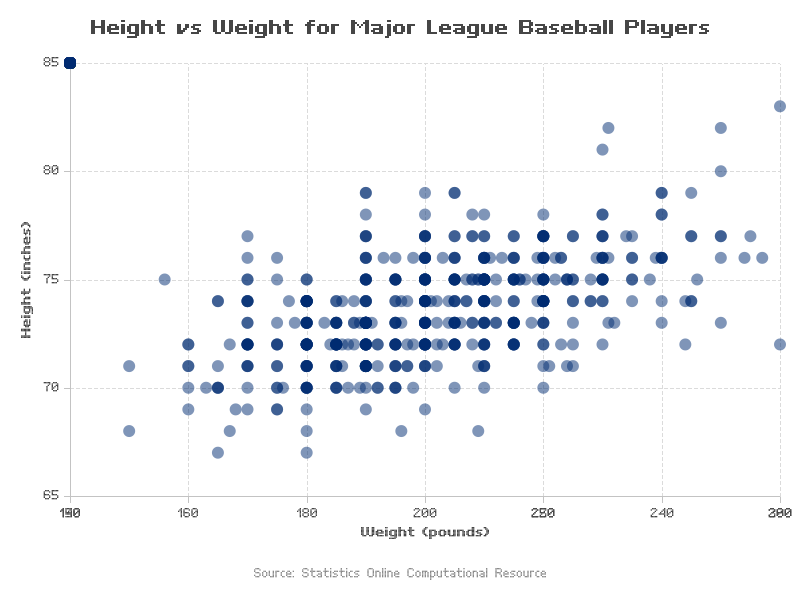 Height vs Weight for Major League Baseball Players
85
80
75
70
65
160 180 200 240
Height (inches)
Weight (pounds)
Source: Statistics Online Computational Resource